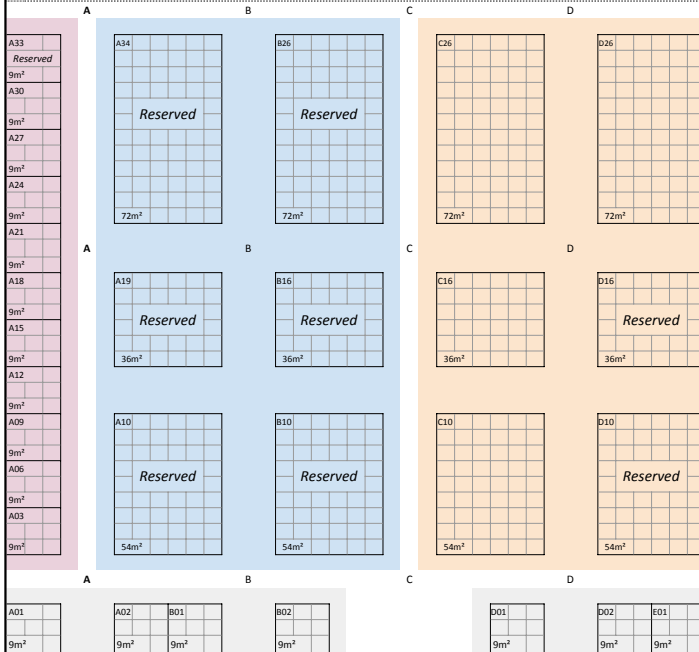 A B C D
A33 A34 B26 C26 D26
Reserved
9m²
A30
Reserved Reserved
9m²
A27
9m²
A24
9m² 72m² 72m² 72m² 72m²
A21
A B C D
9m²
A18 A19 B16 C16 D16
9m²
A15 Reserved Reserved Reserved
9m² 36m² 36m² 36m² 36m²
A12
9m²
A09 A10 B10 C10 D10
9m²
A06 Reserved Reserved Reserved
9m²
A03
9m² 54m² 54m² 54m² 54m²
A B C D
A01 A02 B01 B02 D01 D02 E01
9m² 9m² 9m² 9m² 9m² 9m² 9m²